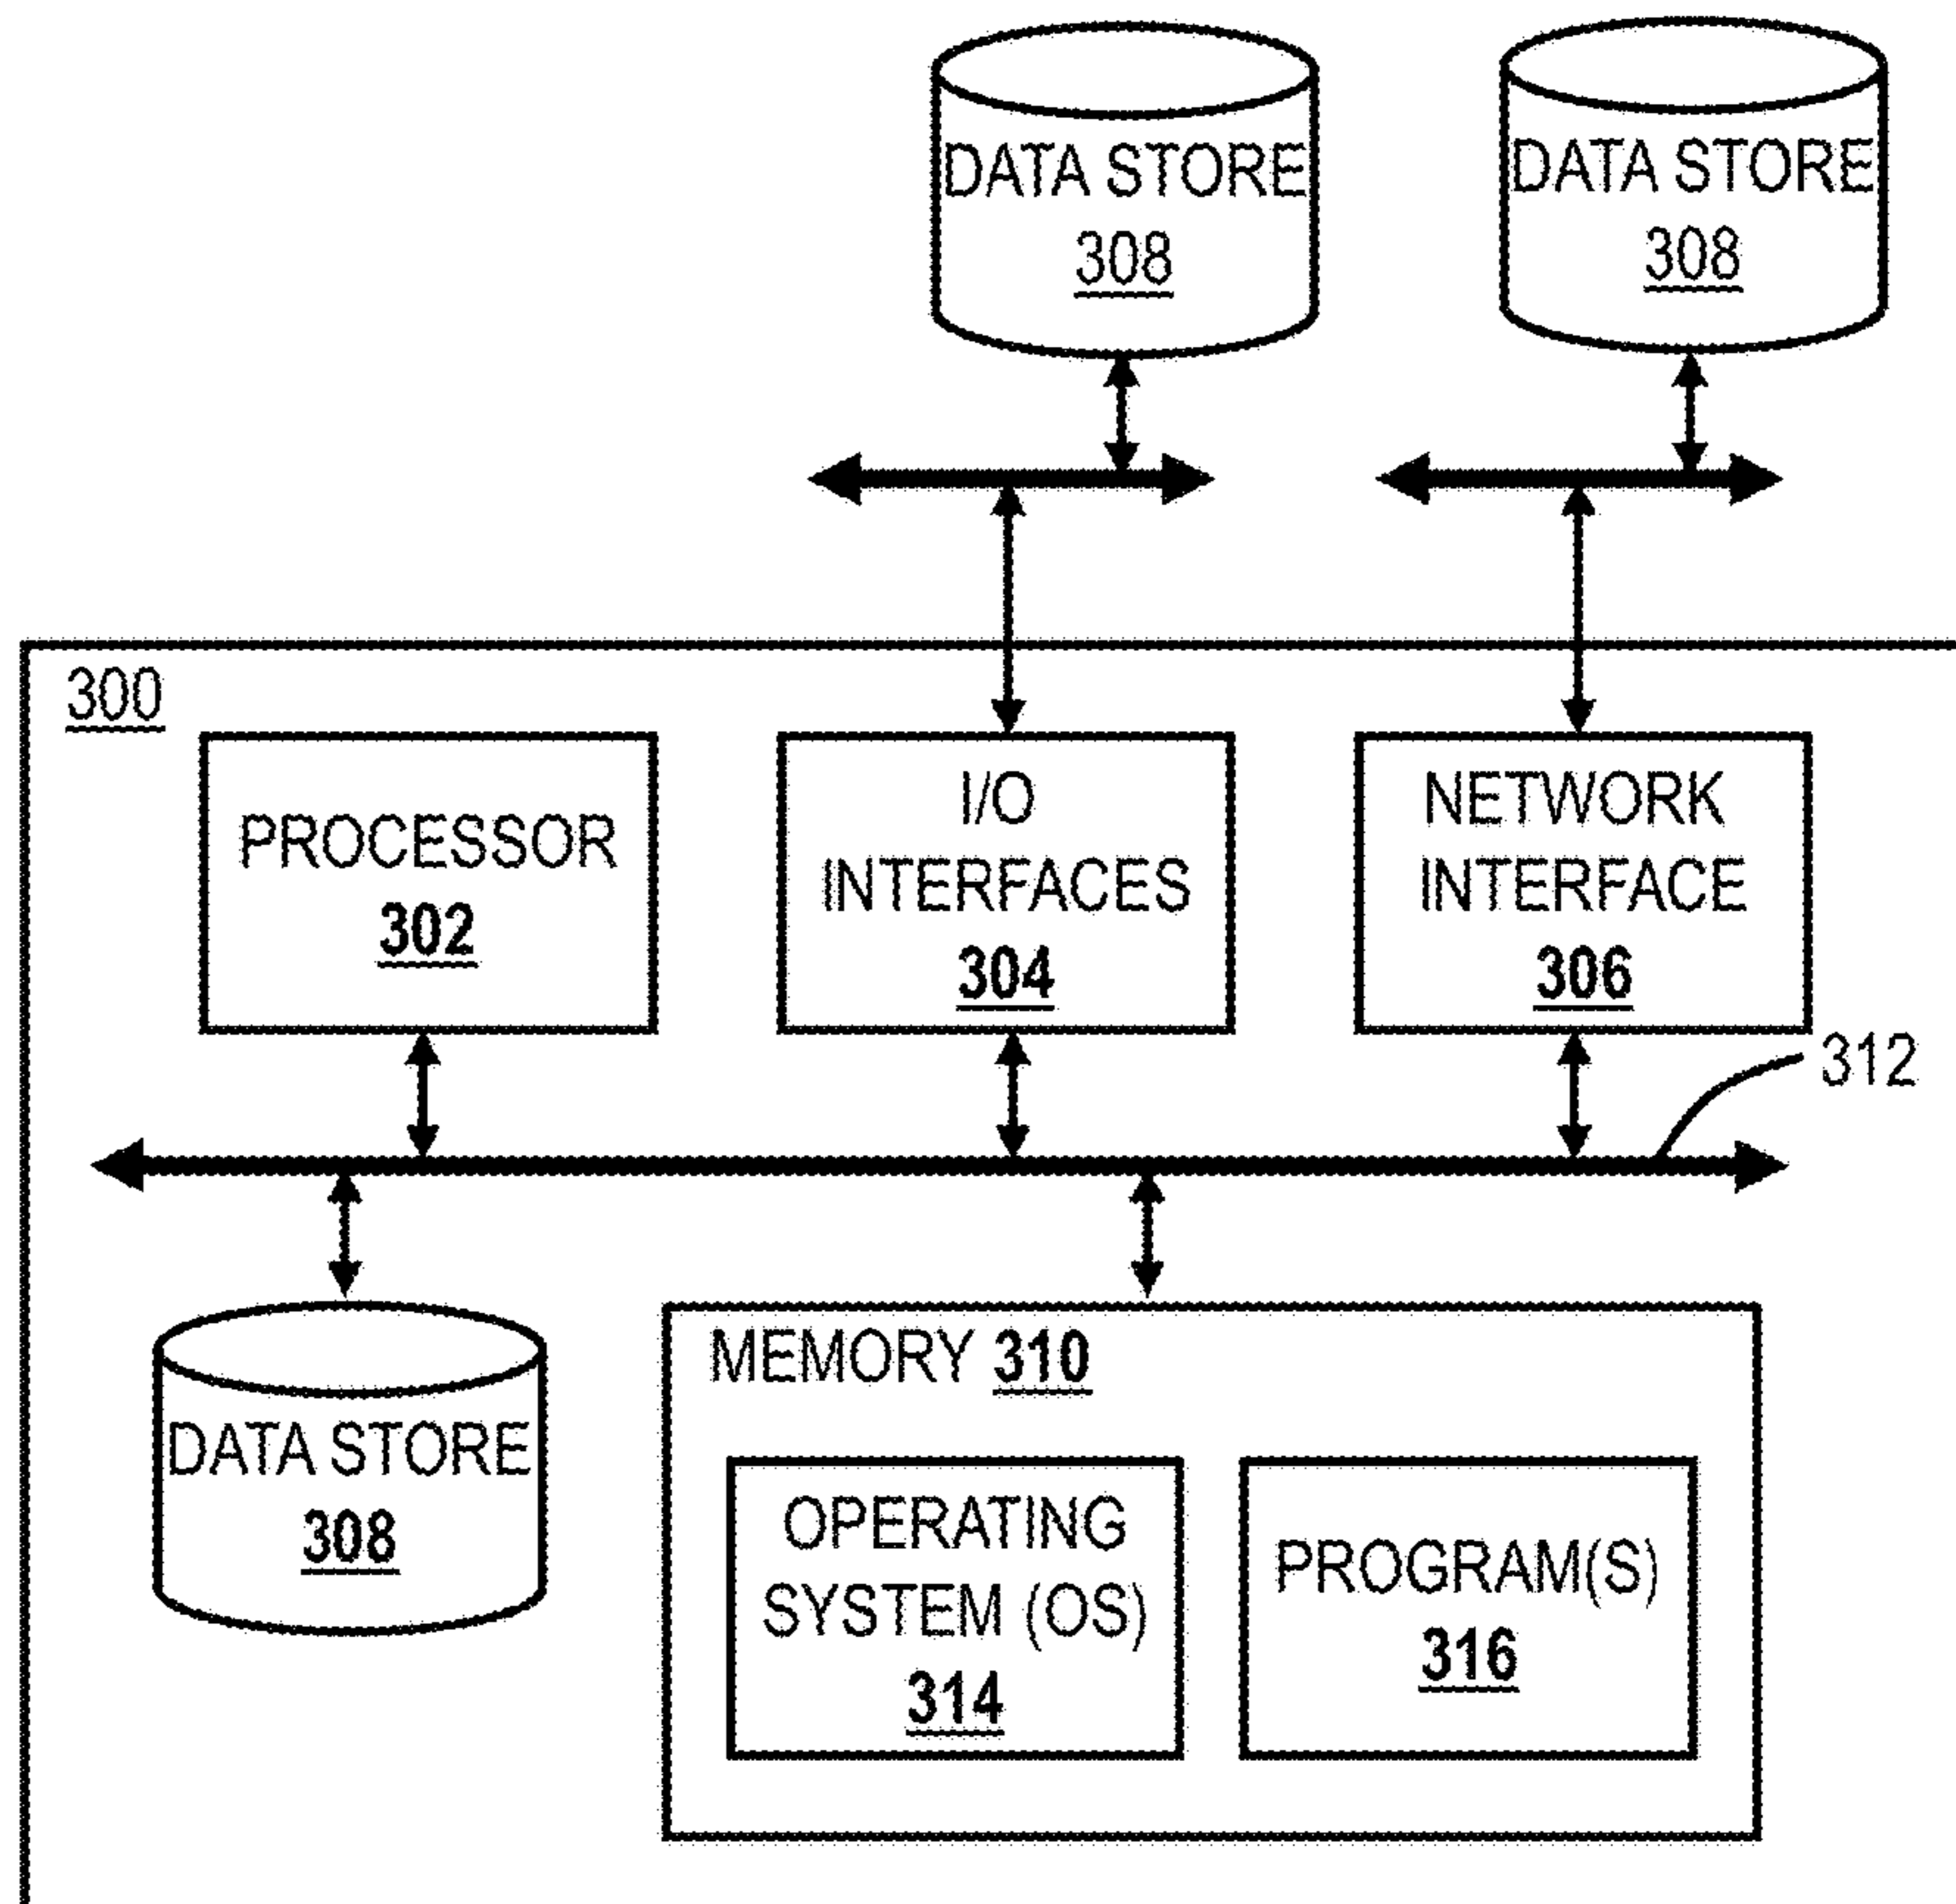 DATA STORE
308
DATA STORE
308
300
PROCESSOR
302
I/O
INTERFACES
304
NETWORK
INTERFACE
306
312
DATA STORE
308
MEMORY 310
OPERATING
SYSTEM (OS)
314
PROGRAM(S)
316